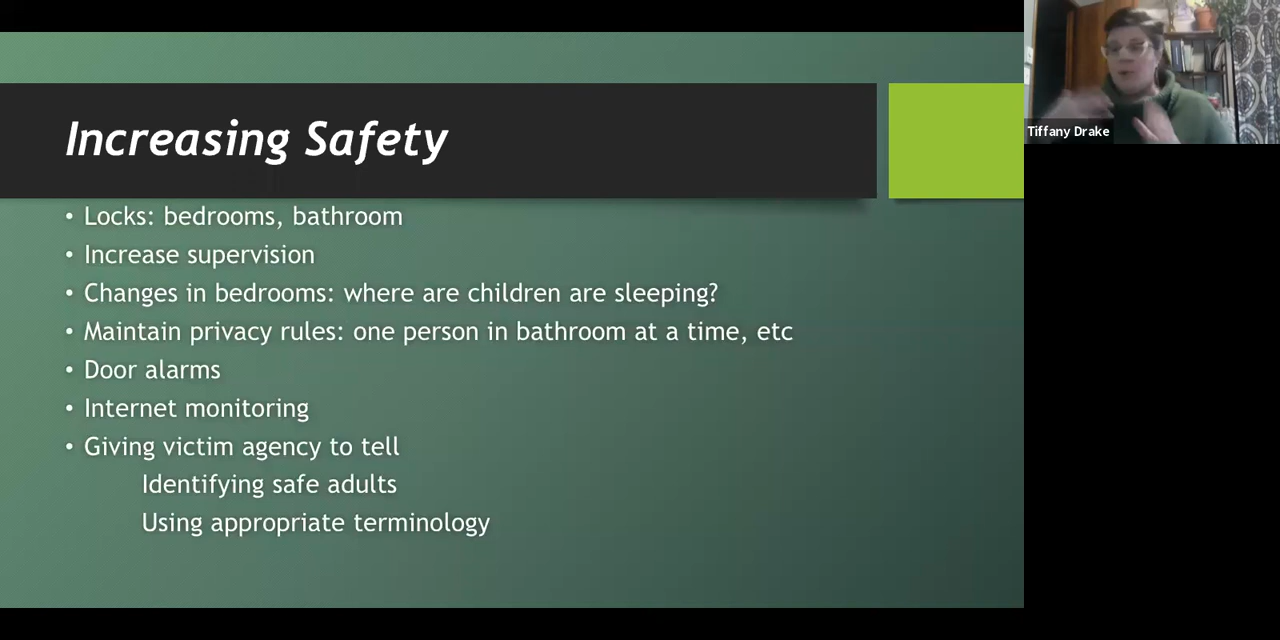 Increasing Safety
• Locks: bedrooms, bathroom
• Increase supervision
• Changes in bedrooms: where are children are sleeping?
• Maintain privacy rules: one person in bathroom at a time, etc
• Door alarms
• Internet monitoring
• Giving victim agency to tell
Identifying safe adults
Using appropriate terminology
Tiffany Drake